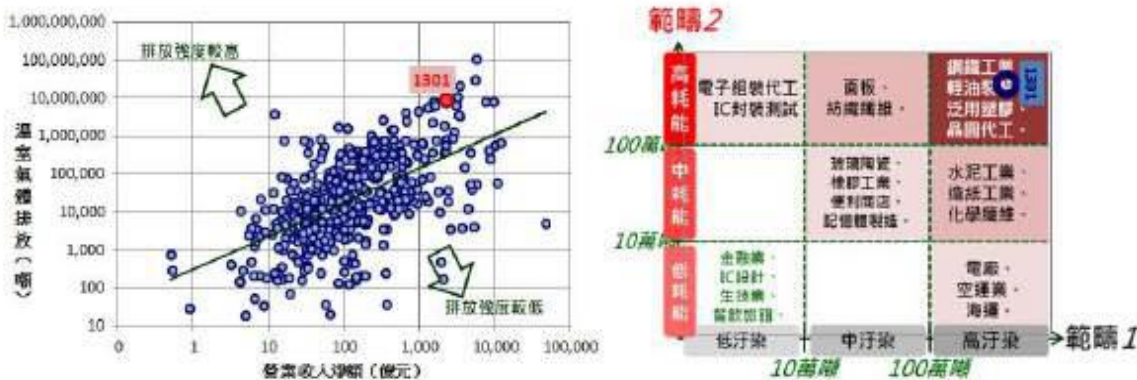 1,000,000,000
100,000,000
10,000,000
1,000,000
100,000
10,000
1,000
100
10
溫室氣體排放(噸)
排放強度較高
1301
排放強度較低
0
1
10
100
1,000
10,000
100,000
營業收入淨額(億元)
範疇2
高耗能
中耗能
低耗能
100萬噸
10萬噸
電子組裝代工
IC封裝測試
面板、
紡織纖維、
鋼鐵工業
輕油裂
泛用塑膠、
晶圓代工、
1301
玻璃陶瓷、
橡膠工業、
便利商店、
記憶體製造、
水泥工業、
造紙工業、
化學纖維、
金融業、
IC設計、
生技業、
餐飲旅館、
電廠、
空運業、
海運、
低汙染
中汙染
高汙染
範疇1
10萬噸
100萬噸